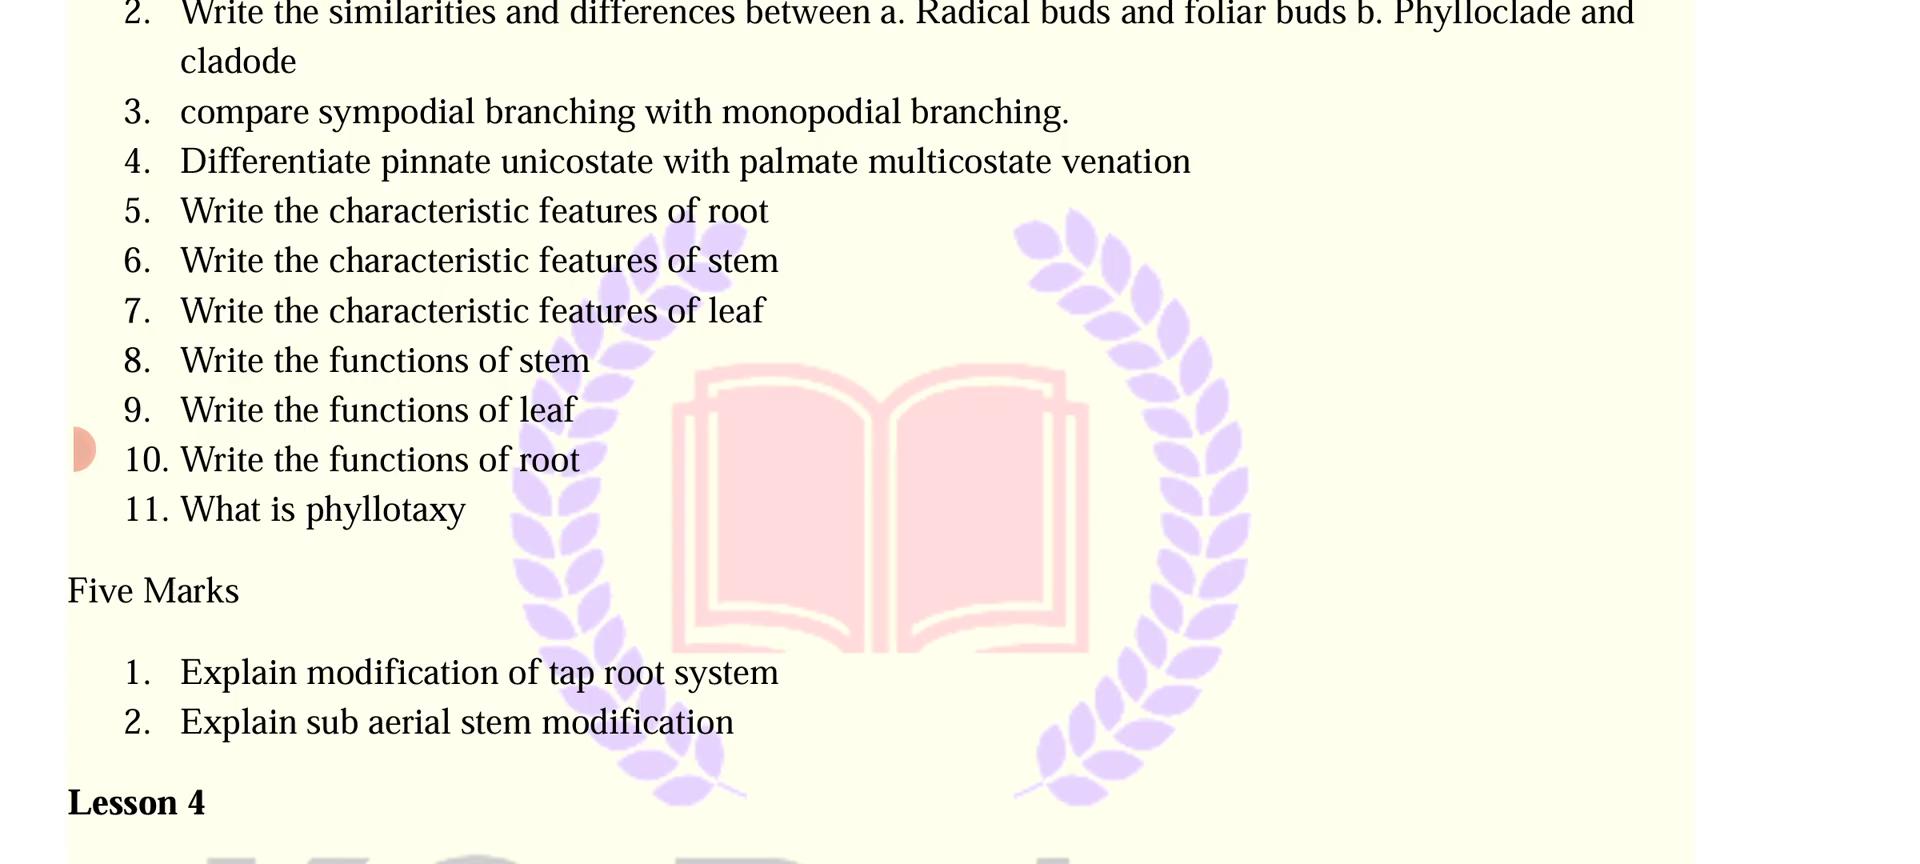 2. Write the similarities and differences between a. Radical buds and foliar buds b. Phylloclade and
cladode
3. compare sympodial branching with monopodial branching.
4. Differentiate pinnate unicostate with palmate multicostate venation
5. Write the characteristic features of root
6. Write the characteristic features of stem
7. Write the characteristic features of leaf
8. Write the functions of stem
9. Write the functions of leaf
10. Write the functions of root
11. What is phyllotaxy
Five Marks
1. Explain modification of tap root system
2. Explain sub aerial stem modification
Lesson 4